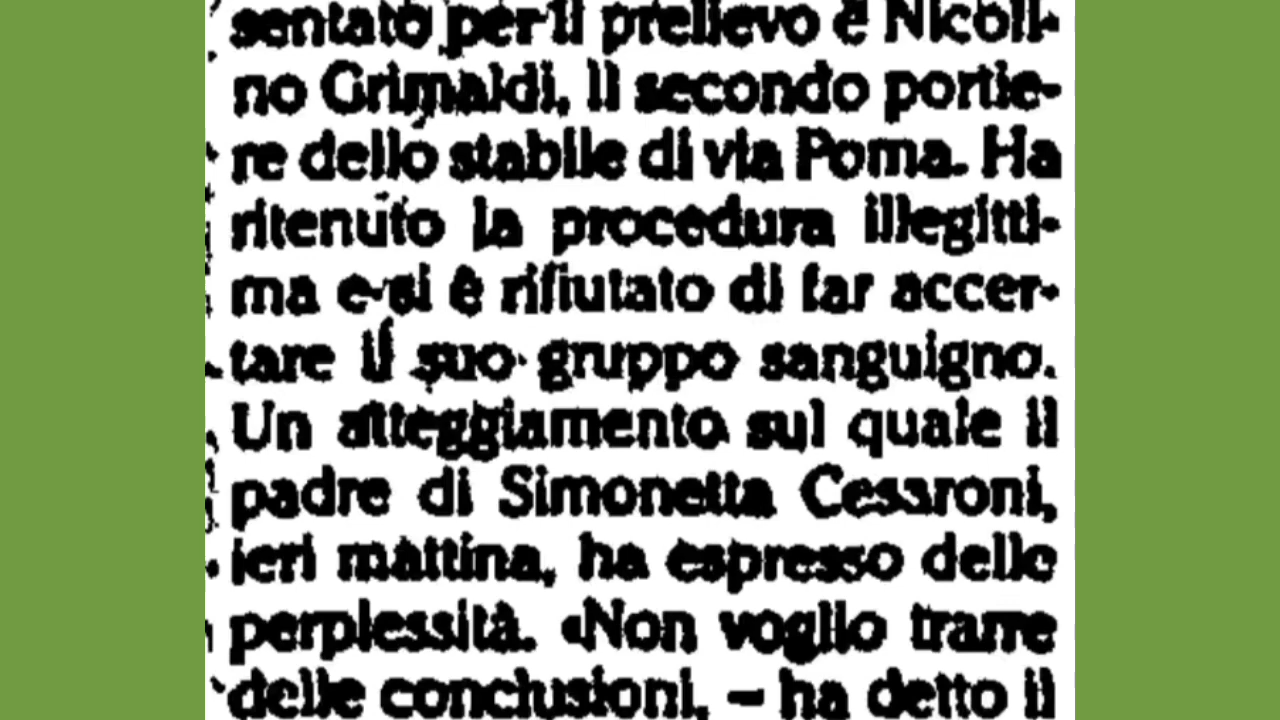 sentato per il prelievo è Nicoli-
no Grimaldi, il secondo portie-
re dello stabile di via Poma. Ha
ritenuto la procedura illegitti-
ma e si è rifiutato di far accer-
tare il suo gruppo sanguigno.
Un atteggiamento sul quale il
padre di Simonetta Cesaroni,
ieri mattina, ha espresso delle
perplessità. «Non voglio trarre
delle conclusioni, – ha detto il